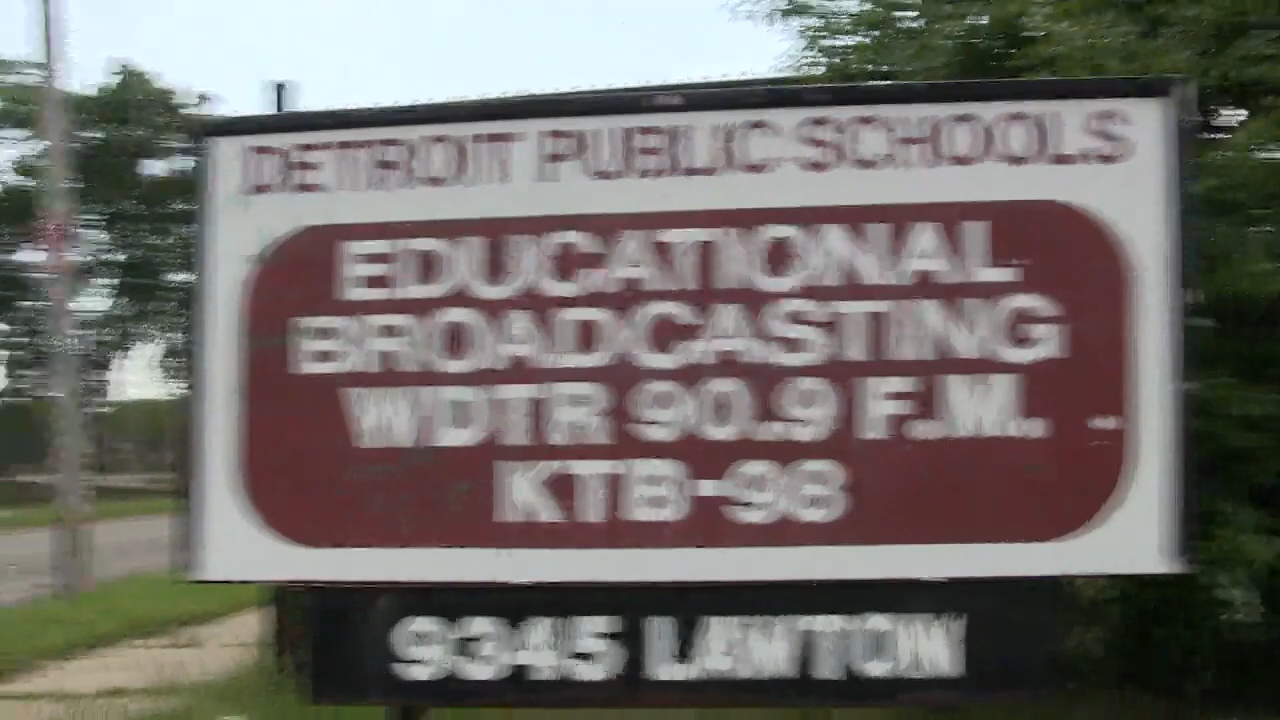 DETROIT PUBLIC SCHOOLS
EDUCATIONAL
BROADCASTING
WDTR 90.9 F.M.
KTB-98
9345 LAWTON